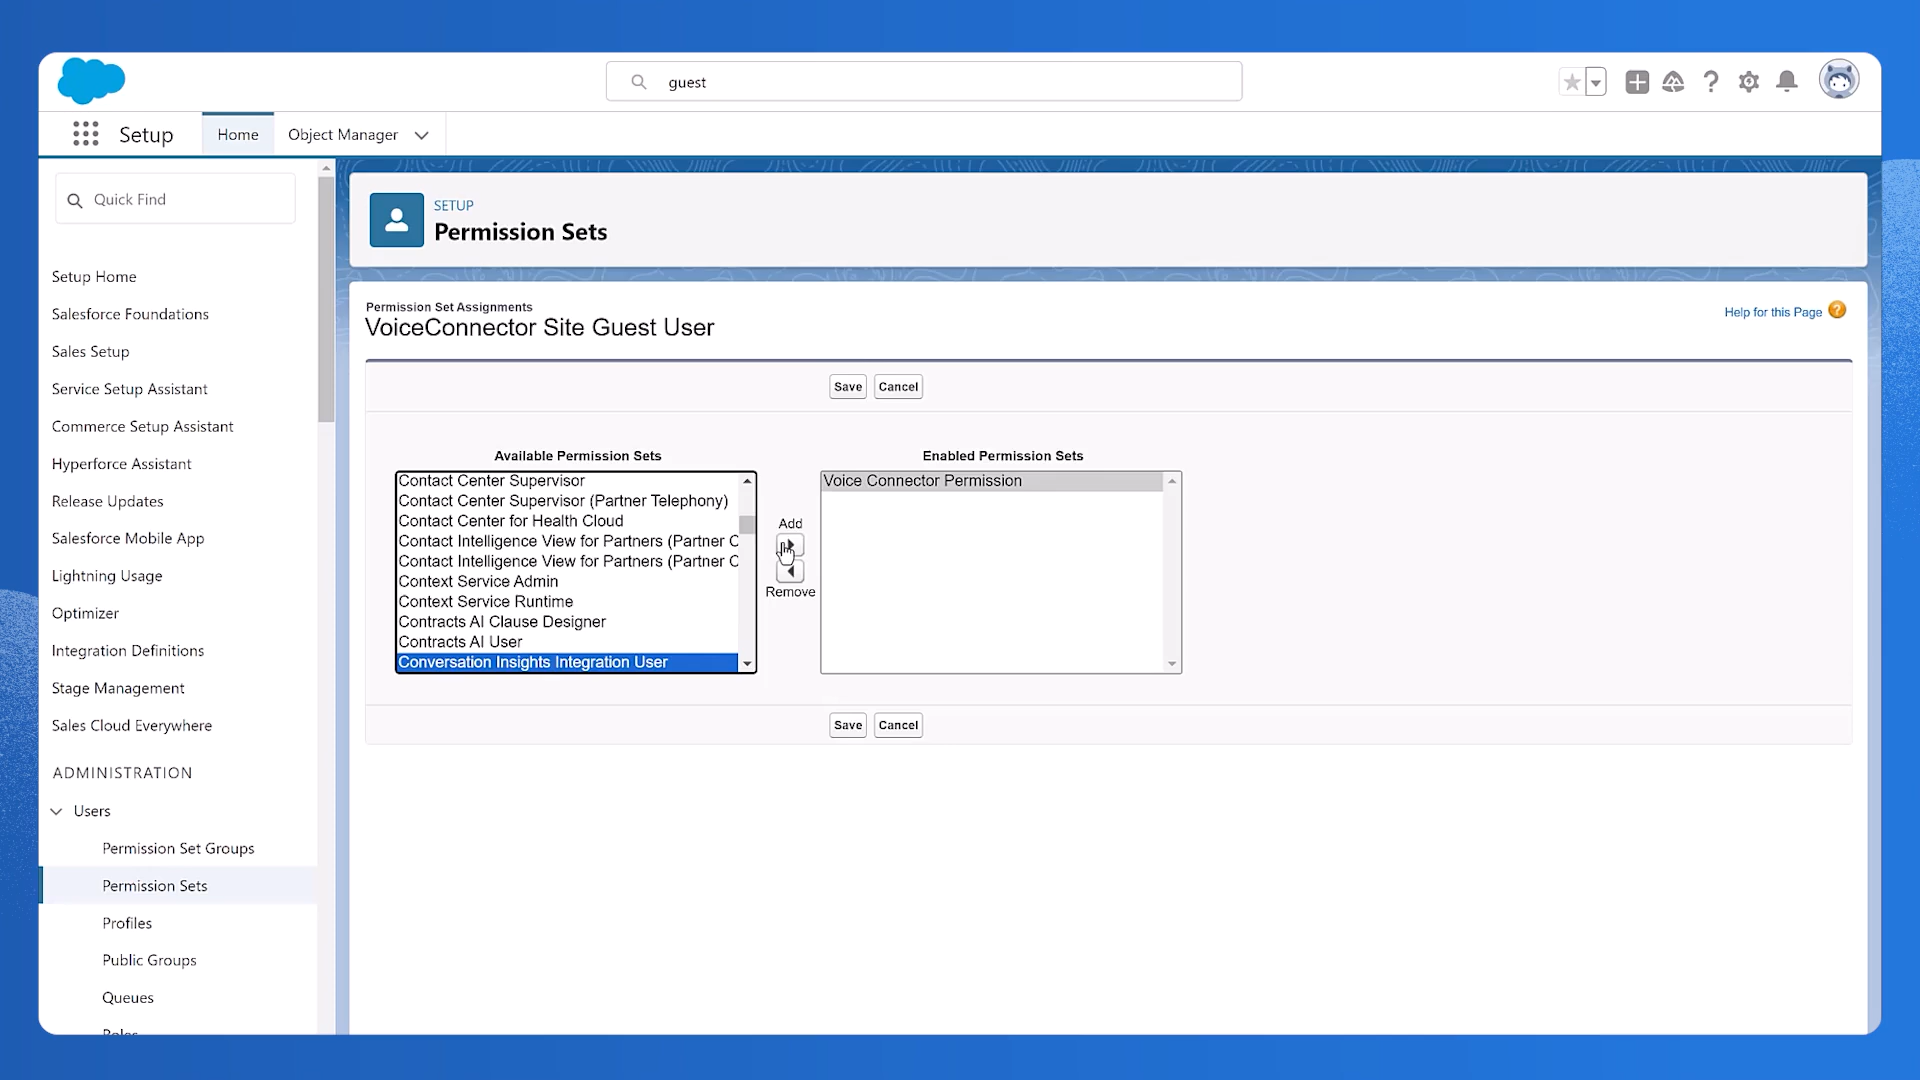 guest
Setup
Home
Object Manager
Quick Find
Setup Home
Salesforce Foundations
Sales Setup
Service Setup Assistant
Commerce Setup Assistant
Hyperforce Assistant
Release Updates
Salesforce Mobile App
Lightning Usage
Optimizer
Integration Definitions
Stage Management
Sales Cloud Everywhere
ADMINISTRATION
Users
Permission Set Groups
Permission Sets
Profiles
Public Groups
Queues
Roles
SETUP
Permission Sets
Permission Set Assignments
VoiceConnector Site Guest User
Help for this Page
Save Cancel
Available Permission Sets
Contact Center Supervisor
Contact Center Supervisor (Partner Telephony)
Contact Center for Health Cloud
Contact Intelligence View for Partners (Partner C
Contact Intelligence View for Partners (Partner C
Context Service Admin
Context Service Runtime
Contracts AI Clause Designer
Contracts AI User
Conversation Insights Integration User
Add
Remove
Enabled Permission Sets
Voice Connector Permission
Save Cancel